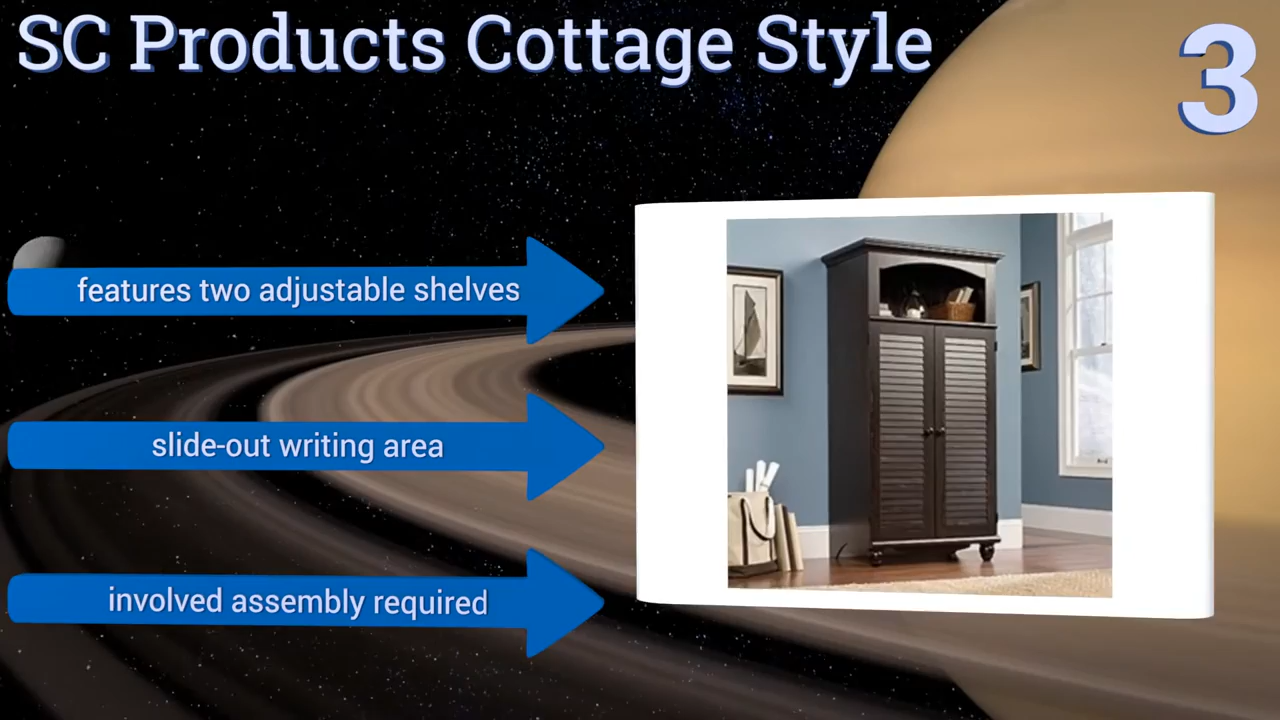 SC Products Cottage Style
3
features two adjustable shelves
slide-out writing area
involved assembly required